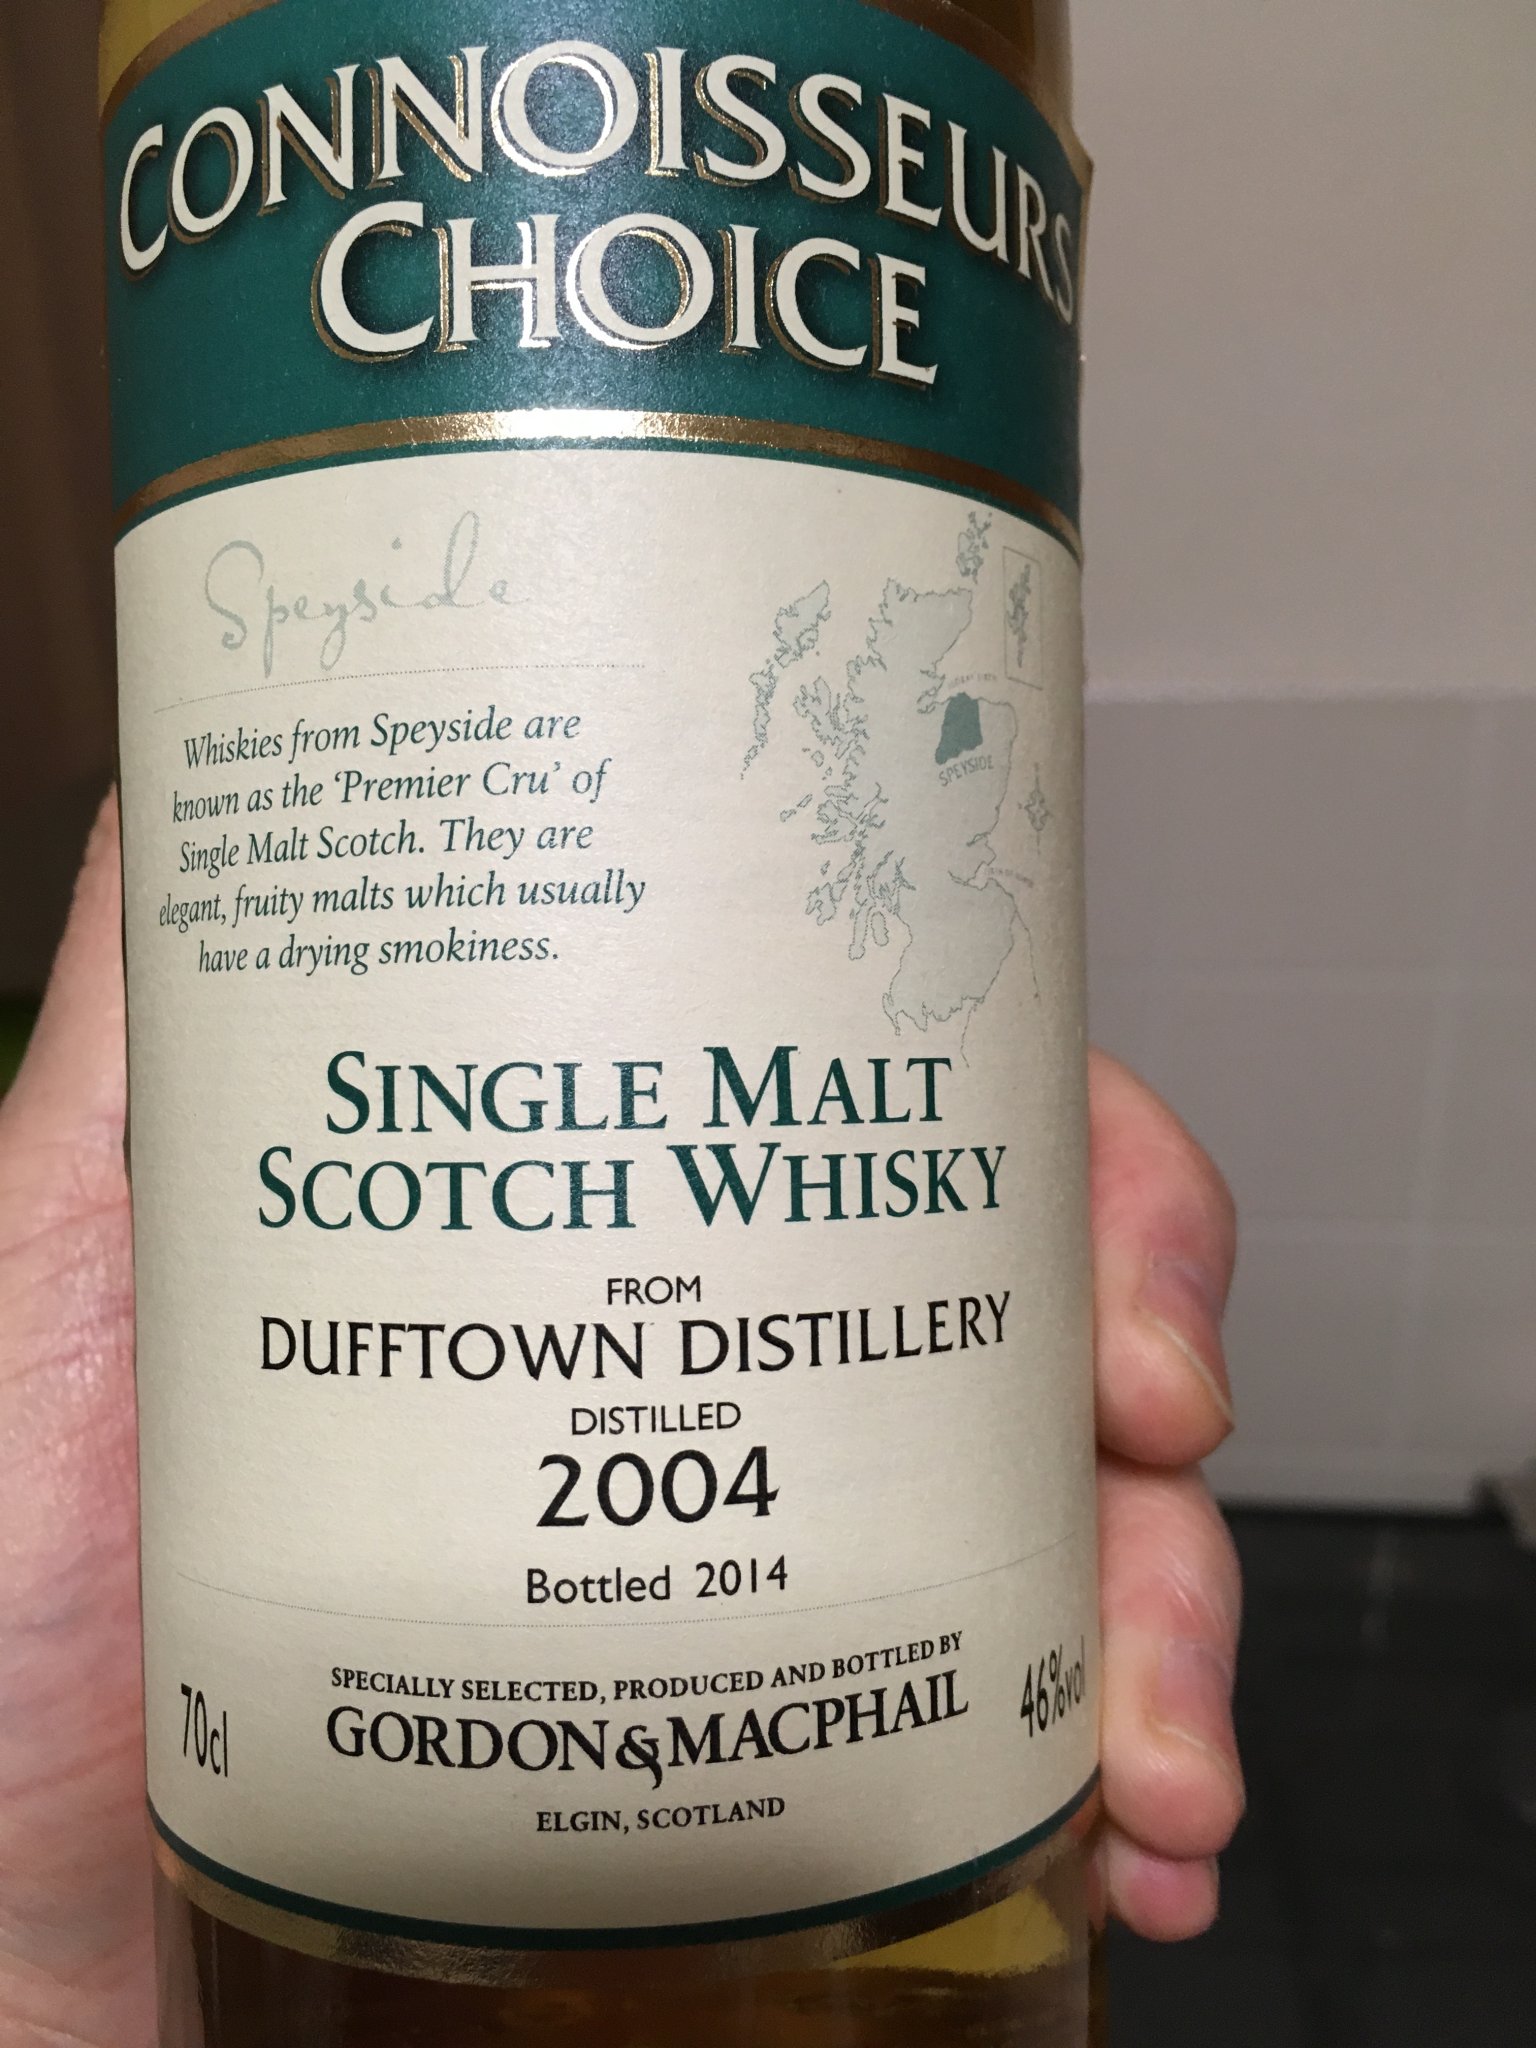 CONNOISSEURS
CHOICE
Speyside
Whiskies from Speyside are
known as the ‘Premier Cru’ of
Single Malt Scotch. They are
elegant, fruity malts which usually
have a drying smokiness.
SPEYSIDE
SINGLE MALT
SCOTCH WHISKY
FROM
DUFFTOWN DISTILLERY
DISTILLED
2004
Bottled 2014
SPECIALLY SELECTED, PRODUCED AND BOTTLED BY
GORDON & MACPHAIL
ELGIN, SCOTLAND
70cl
46%vol